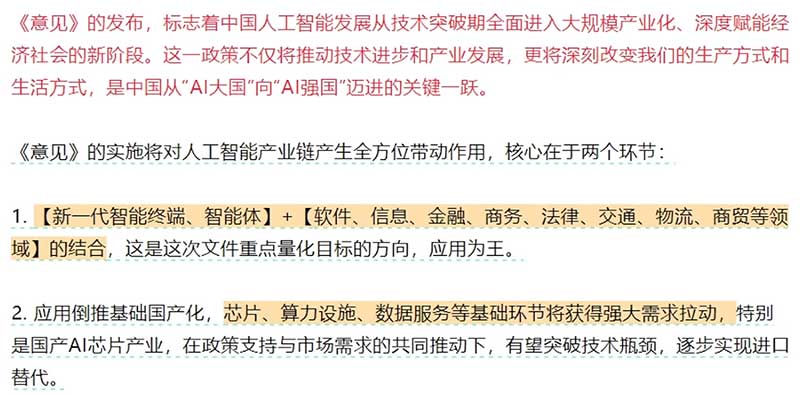 《意见》的发布，标志着中国人工智能发展从技术突破期全面进入大规模产业化、深度赋能经
济社会的新阶段。这一政策不仅将推动技术进步和产业发展，更将深刻改变我们的生产方式和
生活方式，是中国从“AI大国”向“AI强国”迈进的关键一跃。
《意见》的实施将对人工智能产业链产生全方位带动作用，核心在于两个环节：
1. 【新一代智能终端、智能体】+【软件、信息、金融、商务、法律、交通、物流、商贸等领
域】的结合，这是这次文件重点量化目标的方向，应用为王。
2. 应用倒推基础国产化，芯片、算力设施、数据服务等基础环节将获得强大需求拉动，特别
是国产AI芯片产业，在政策支持与市场需求的共同推动下，有望突破技术瓶颈，逐步实现进口
替代。